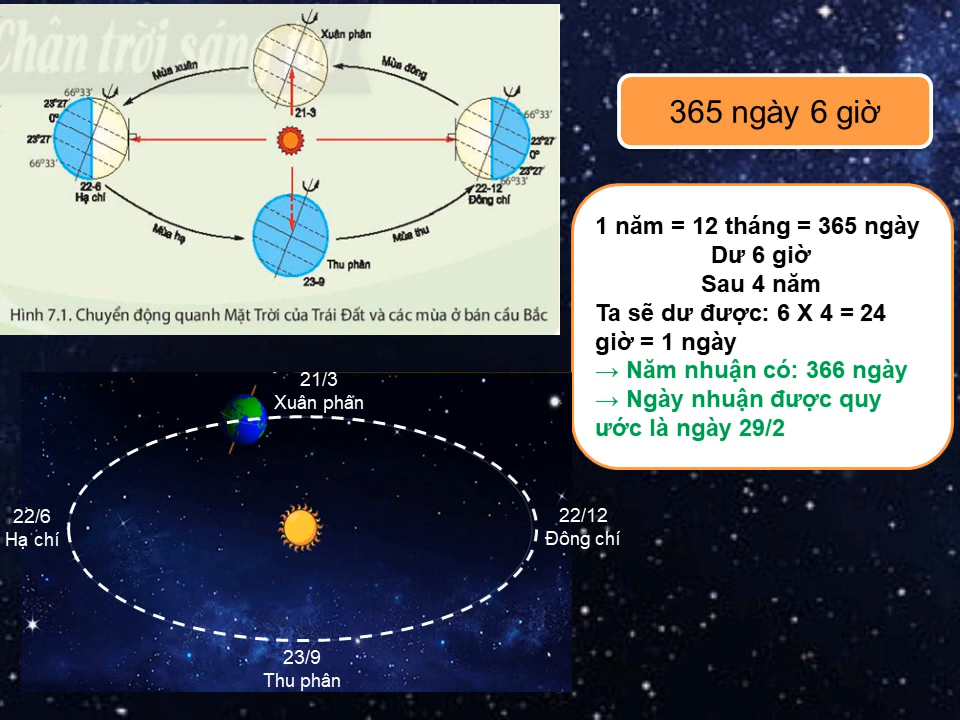 Chân trời sáng tạo
Xuân phân
Mùa xuân
Mùa đông
21-3
66°33'
23°27'
0°
23°27'
66°33'
22-6
Hạ chí
66°33'
23°27'
0°
23°27'
66°33'
22-12
Đông chí
Mùa hạ
Mùa thu
Thu phân
23-9
Hình 7.1. Chuyển động quanh Mặt Trời của Trái Đất và các mùa ở bán cầu Bắc
365 ngày 6 giờ
1 năm = 12 tháng = 365 ngày
Dư 6 giờ
Sau 4 năm
Ta sẽ dư được: 6 X 4 = 24
giờ = 1 ngày
→ Năm nhuận có: 366 ngày
→ Ngày nhuận được quy
ước là ngày 29/2
21/3
Xuân phân
22/6
Hạ chí
22/12
Đông chí
23/9
Thu phân